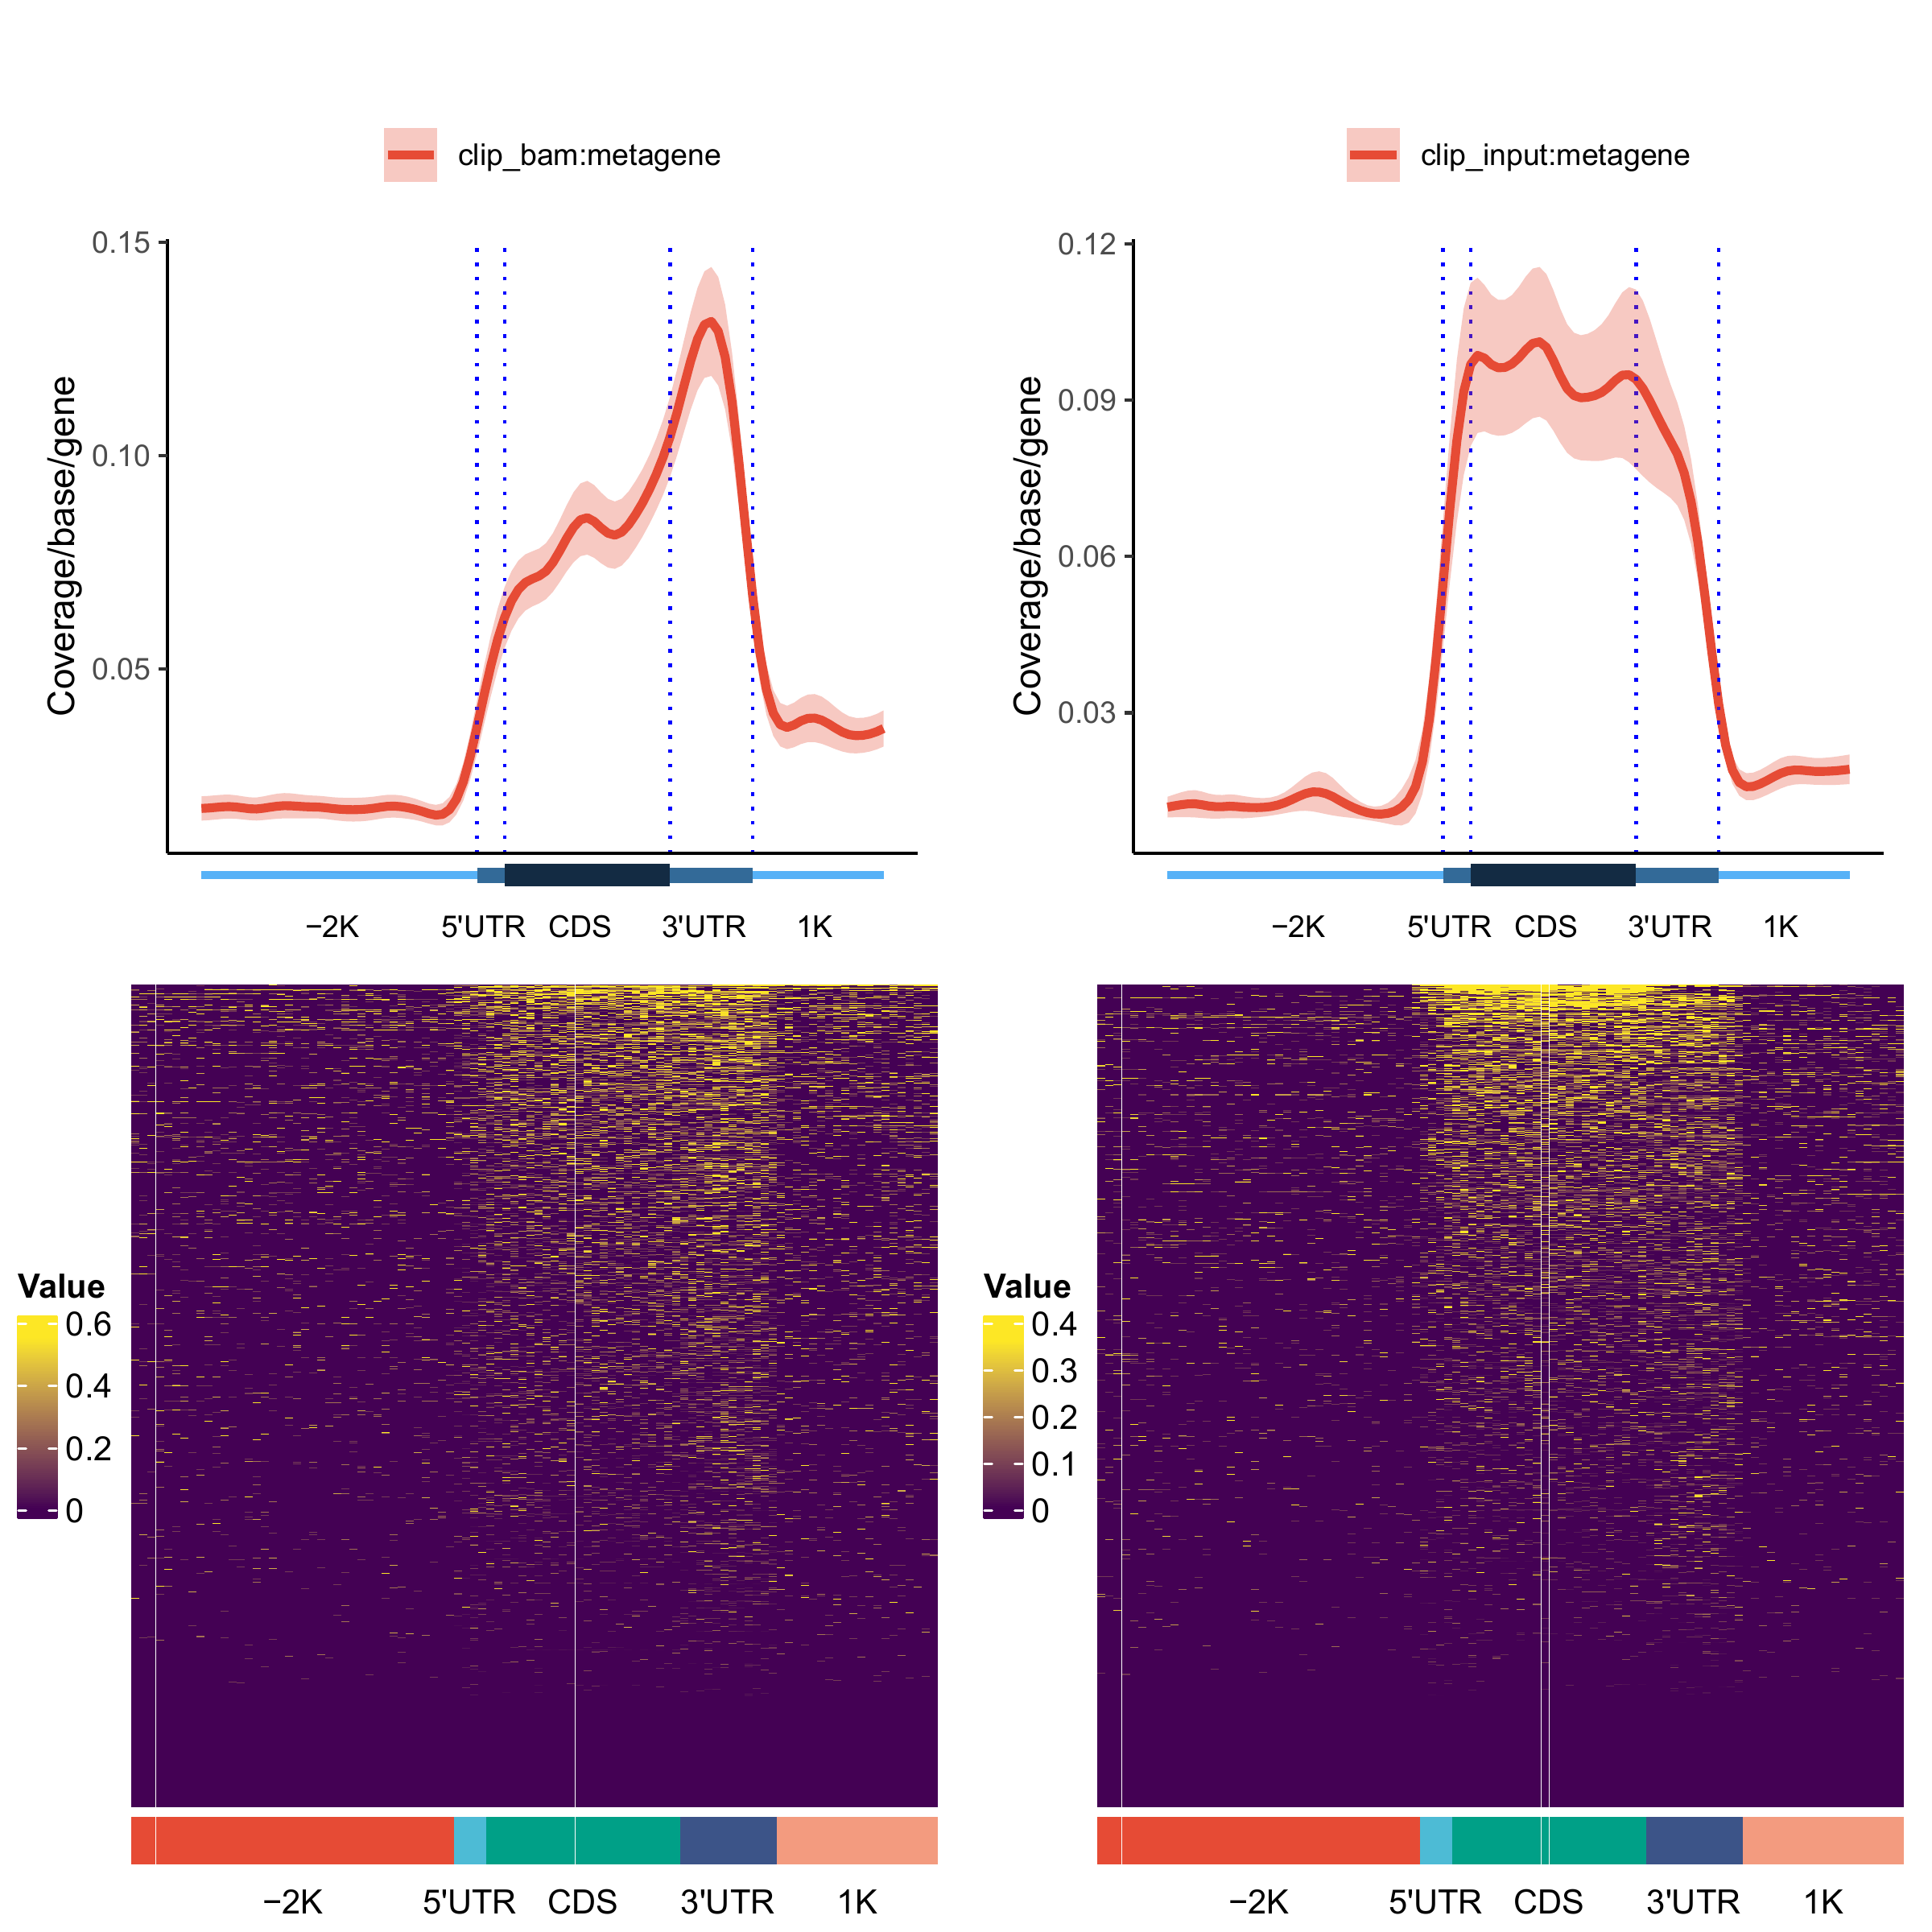 clip_bam:metagene
clip_input:metagene
0.15
0.10
0.05
Coverage/base/gene
−2K 5'UTR CDS 3'UTR 1K
0.12
0.09
0.06
0.03
Coverage/base/gene
−2K 5'UTR CDS 3'UTR 1K
Value
0.6
0.4
0.2
0
−2K 5'UTR CDS 3'UTR 1K
Value
0.4
0.3
0.2
0.1
0
−2K 5'UTR CDS 3'UTR 1K